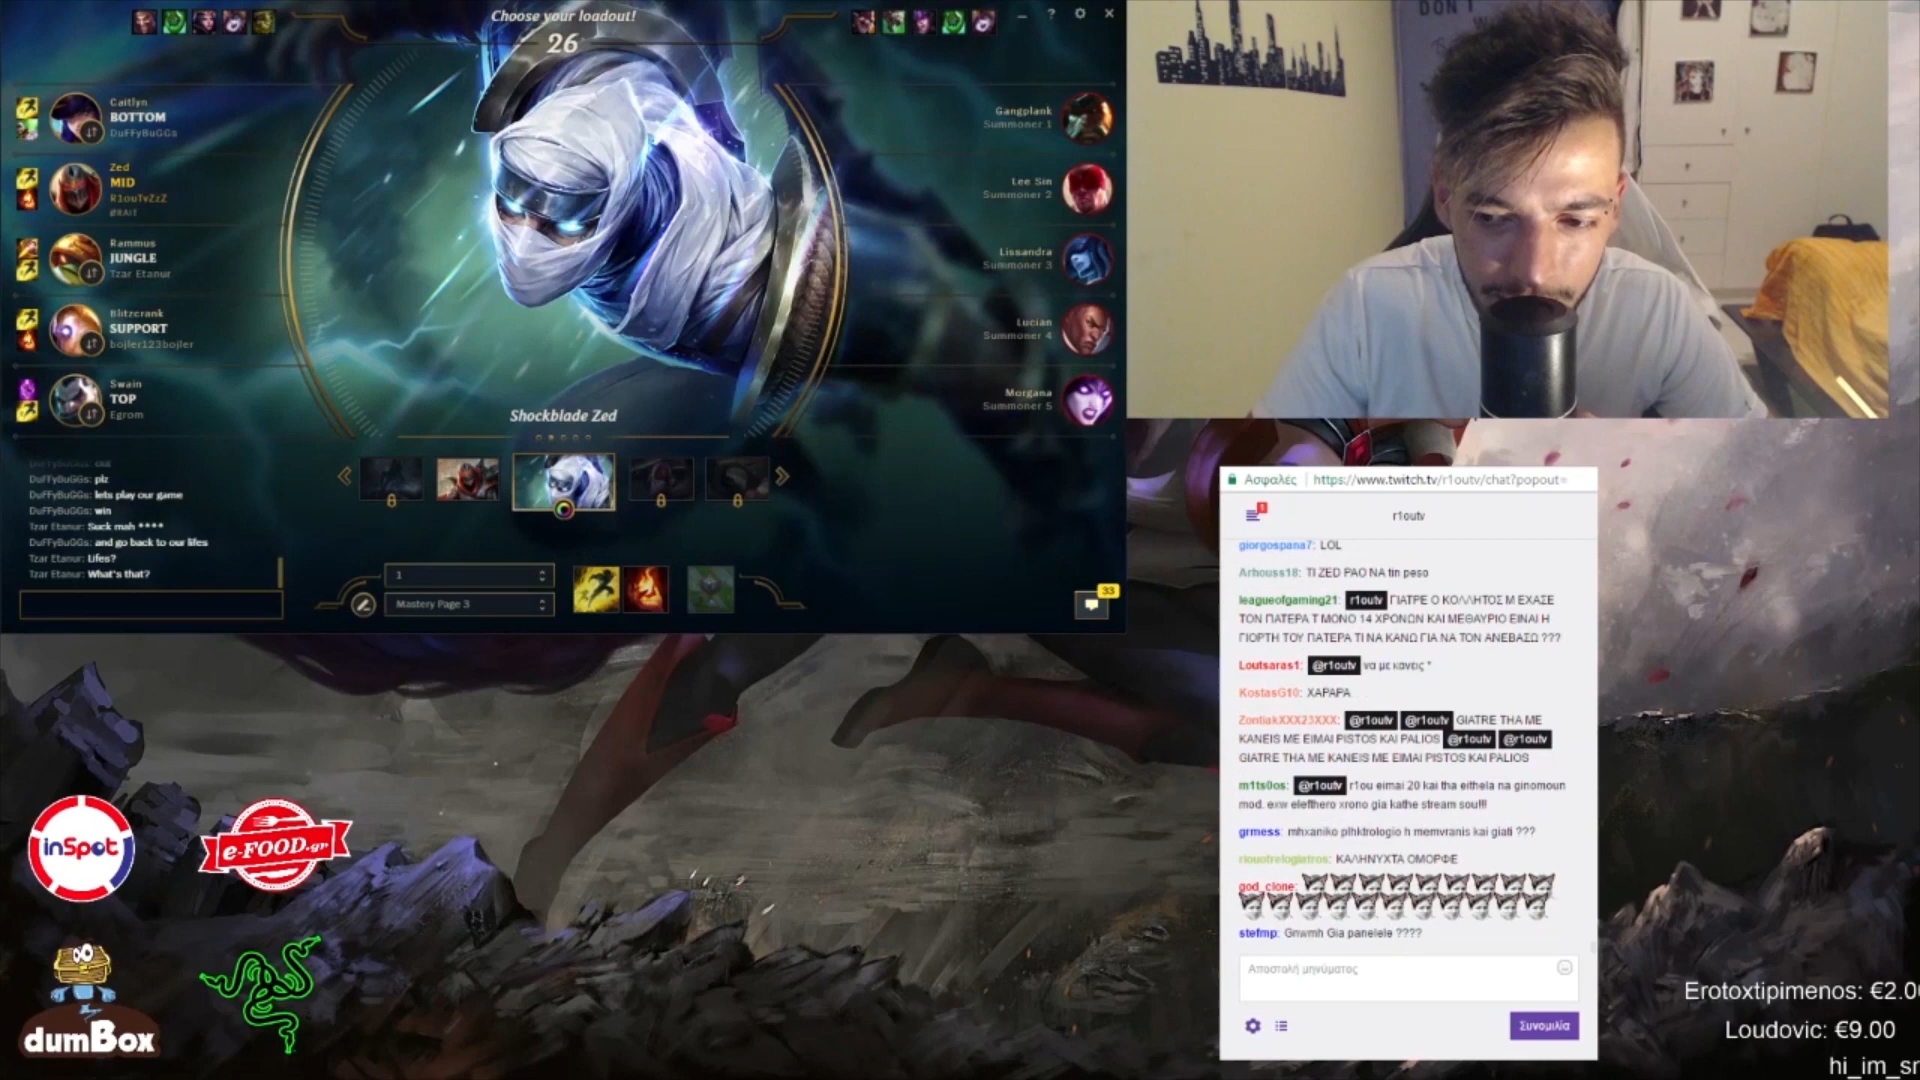 Choose your loadout!
26
Caitlyn
BOTTOM
DuFFyBuGGs
Zed
MID
R1ouTvZzZ
Rammus
JUNGLE
Tzar Etanur
Blitzcrank
SUPPORT
bojler123bojler
Swain
TOP
Egrom
Gangplank
Summoner 1
Lee Sin
Summoner 2
Lissandra
Summoner 3
Lucian
Summoner 4
Morgana
Summoner 5
Shockblade Zed
DuFFyBuGGs: plz
DuFFyBuGGs: lets play our game
DuFFyBuGGs: win
Tzar Etanur: Suck mah ****
DuFFyBuGGs: and go back to our lifes
Tzar Etanur: Lifes?
Tzar Etanur: What's that?
1
Mastery Page 3
33
DON'T
Ασφαλές https://www.twitch.tv/r1outv/chat?popout=
1
r1outv
giorgospana7: LOL
Arhouss18: TI ZED PAO NA tin peso
leagueofgaming21: r1outv ΓΙΑΤΡΕ Ο ΚΟΛΛΗΤΟΣ Μ ΕΧΑΣΕ
ΤΟΝ ΠΑΤΕΡΑ Τ ΜΟΝΟ 14 ΧΡΟΝΩΝ ΚΑΙ ΜΕΘΑΥΡΙΟ ΕΙΝΑΙ Η
ΓΙΟΡΤΗ ΤΟΥ ΠΑΤΕΡΑ ΤΙ ΝΑ ΚΑΝΩ ΓΙΑ ΝΑ ΤΟΝ ΑΝΕΒΑΣΩ ???
Loutsaras1: @r1outv να με κανεις *
KostasG10: ΧΑΡΑΡΑ
ZontiakXXX23XXX: @r1outv @r1outv GIATRE THA ME
KANEIS ME EIMAI PISTOS KAI PALIOS @r1outv @r1outv
GIATRE THA ME KANEIS ME EIMAI PISTOS KAI PALIOS
m1ts0os: @r1outv r1ou eimai 20 kai tha eithela na ginomoun
mod. exw elefthero xrono gia kathe stream sou!!!
grmess: mhxaniko plhktrologio h memvranis kai giati ???
riouotrelogiatros: ΚΑΛΗΝΥΧΤΑ ΟΜΟΡΦΕ
god_clone:
stefmp: Gnwmh Gia panelele ????
Αποστολή μηνύματος
Συνομιλία
inSpot
e-FOOD.gr
dumBox
Erotoxtipimenos: €2.0
Loudovic: €9.00
hi_im_sr